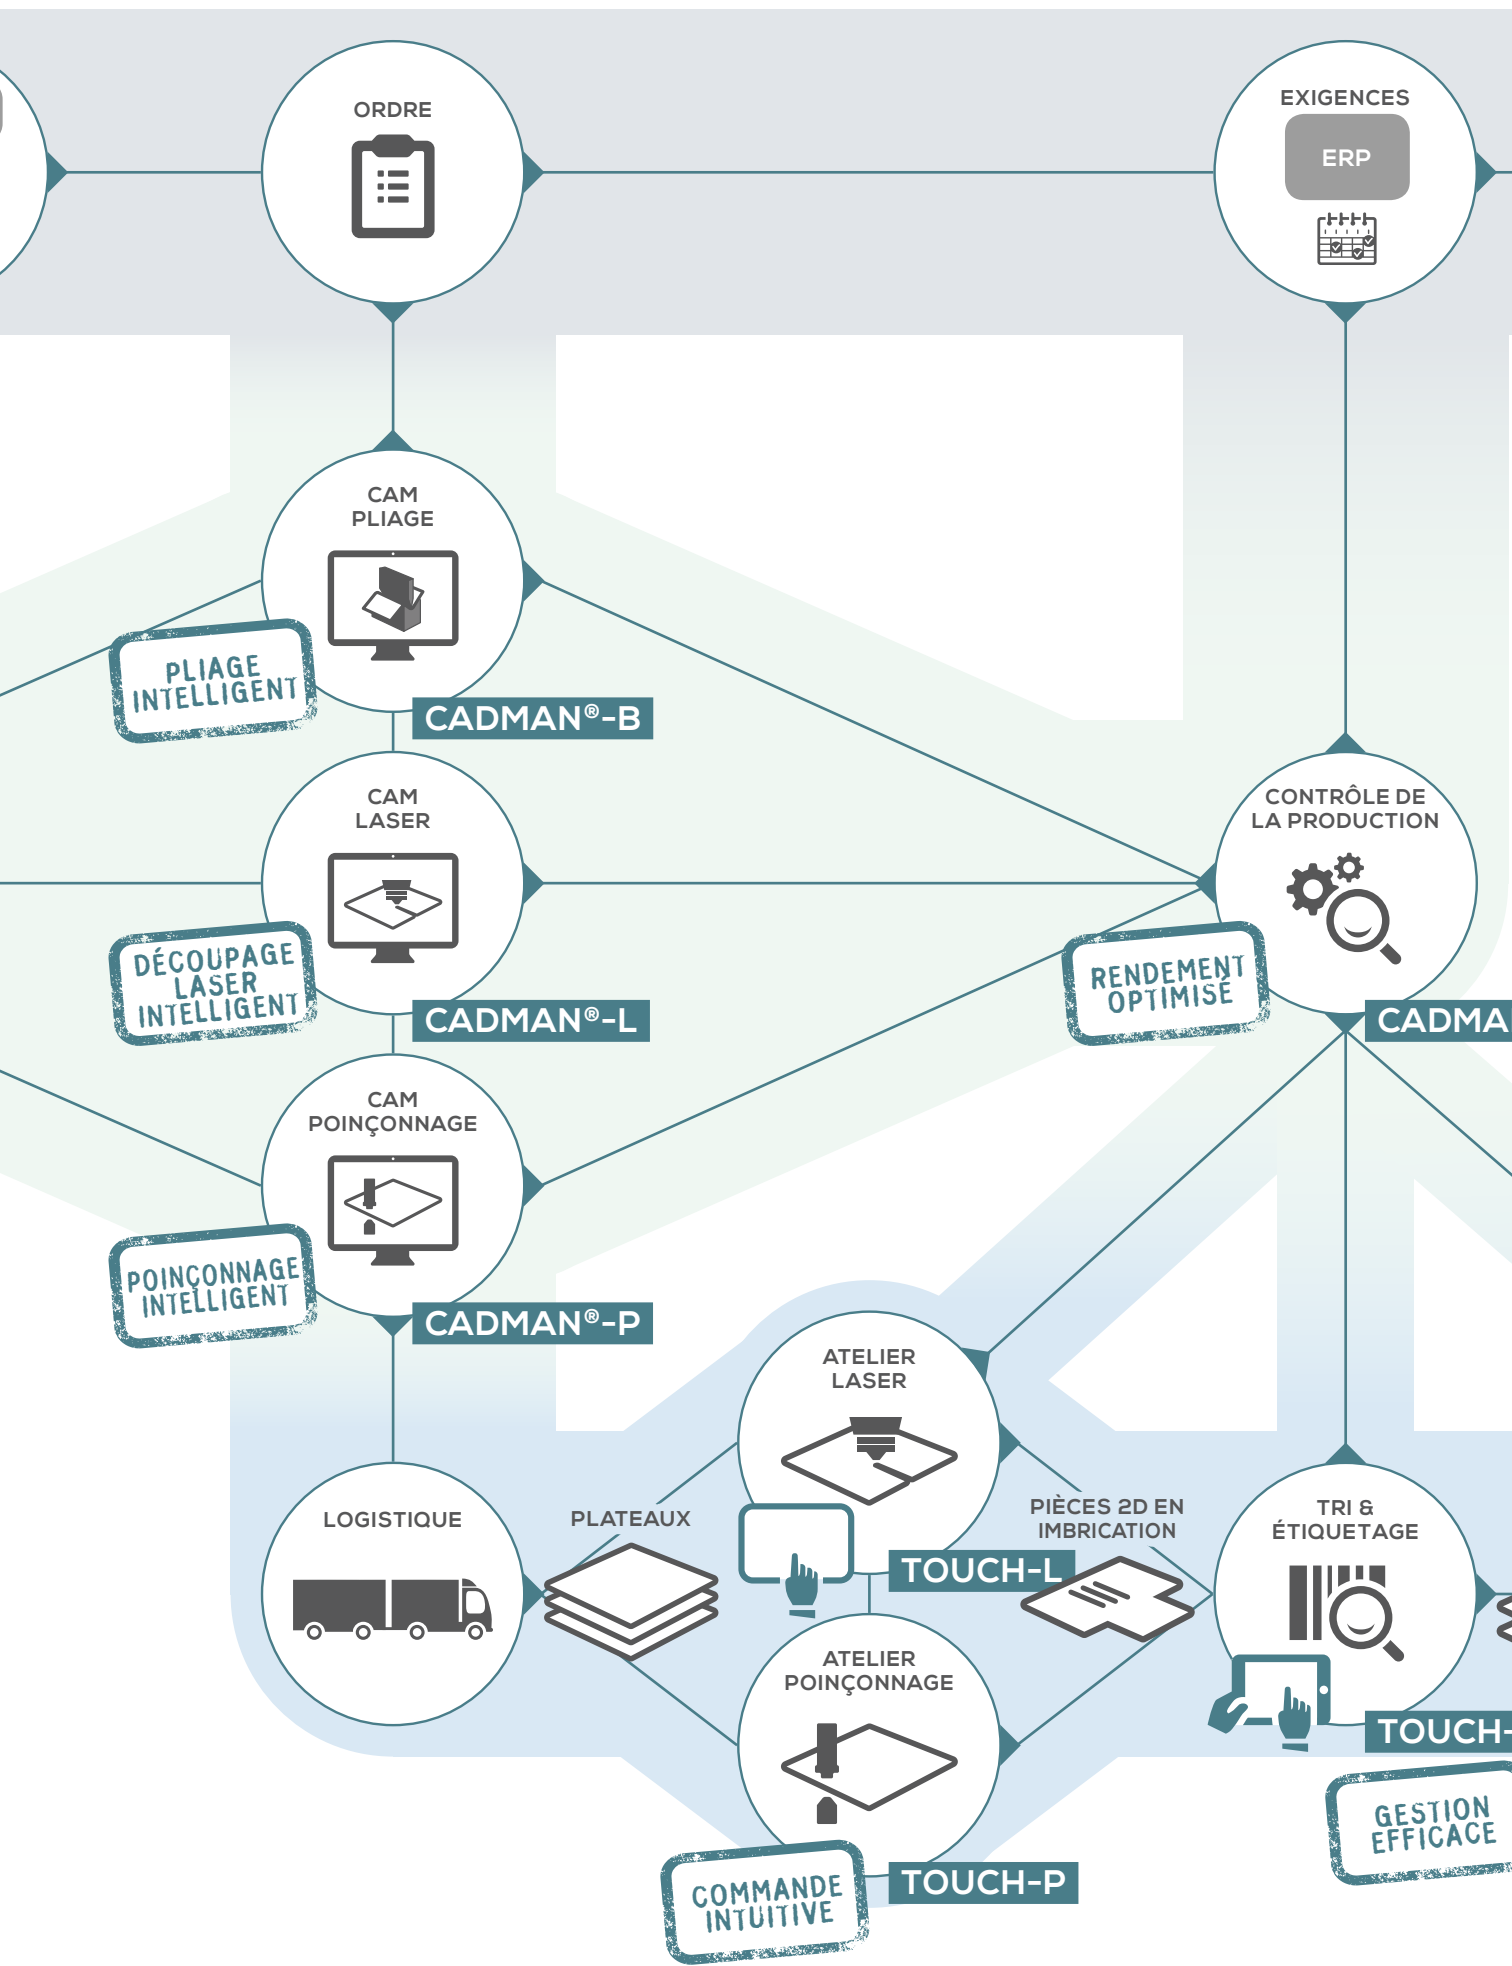 ORDRE
EXIGENCES
ERP
CAM
PLIAGE
PLIAGE
INTELLIGENT
CADMAN®-B
CAM
LASER
CONTRÔLE DE
LA PRODUCTION
DÉCOUPAGE
LASER
INTELLIGENT
CADMAN®-L
RENDEMENT
OPTIMISÉ
CADMA
CAM
POINÇONNAGE
POINÇONNAGE
INTELLIGENT
CADMAN®-P
ATELIER
LASER
LOGISTIQUE
PLATEAUX
PIÈCES 2D EN
IMBRICATION
TRI &
ÉTIQUETAGE
TOUCH-L
ATELIER
POINÇONNAGE
TOUCH-
COMMANDE
INTUITIVE
TOUCH-P
GESTION
EFFICACE